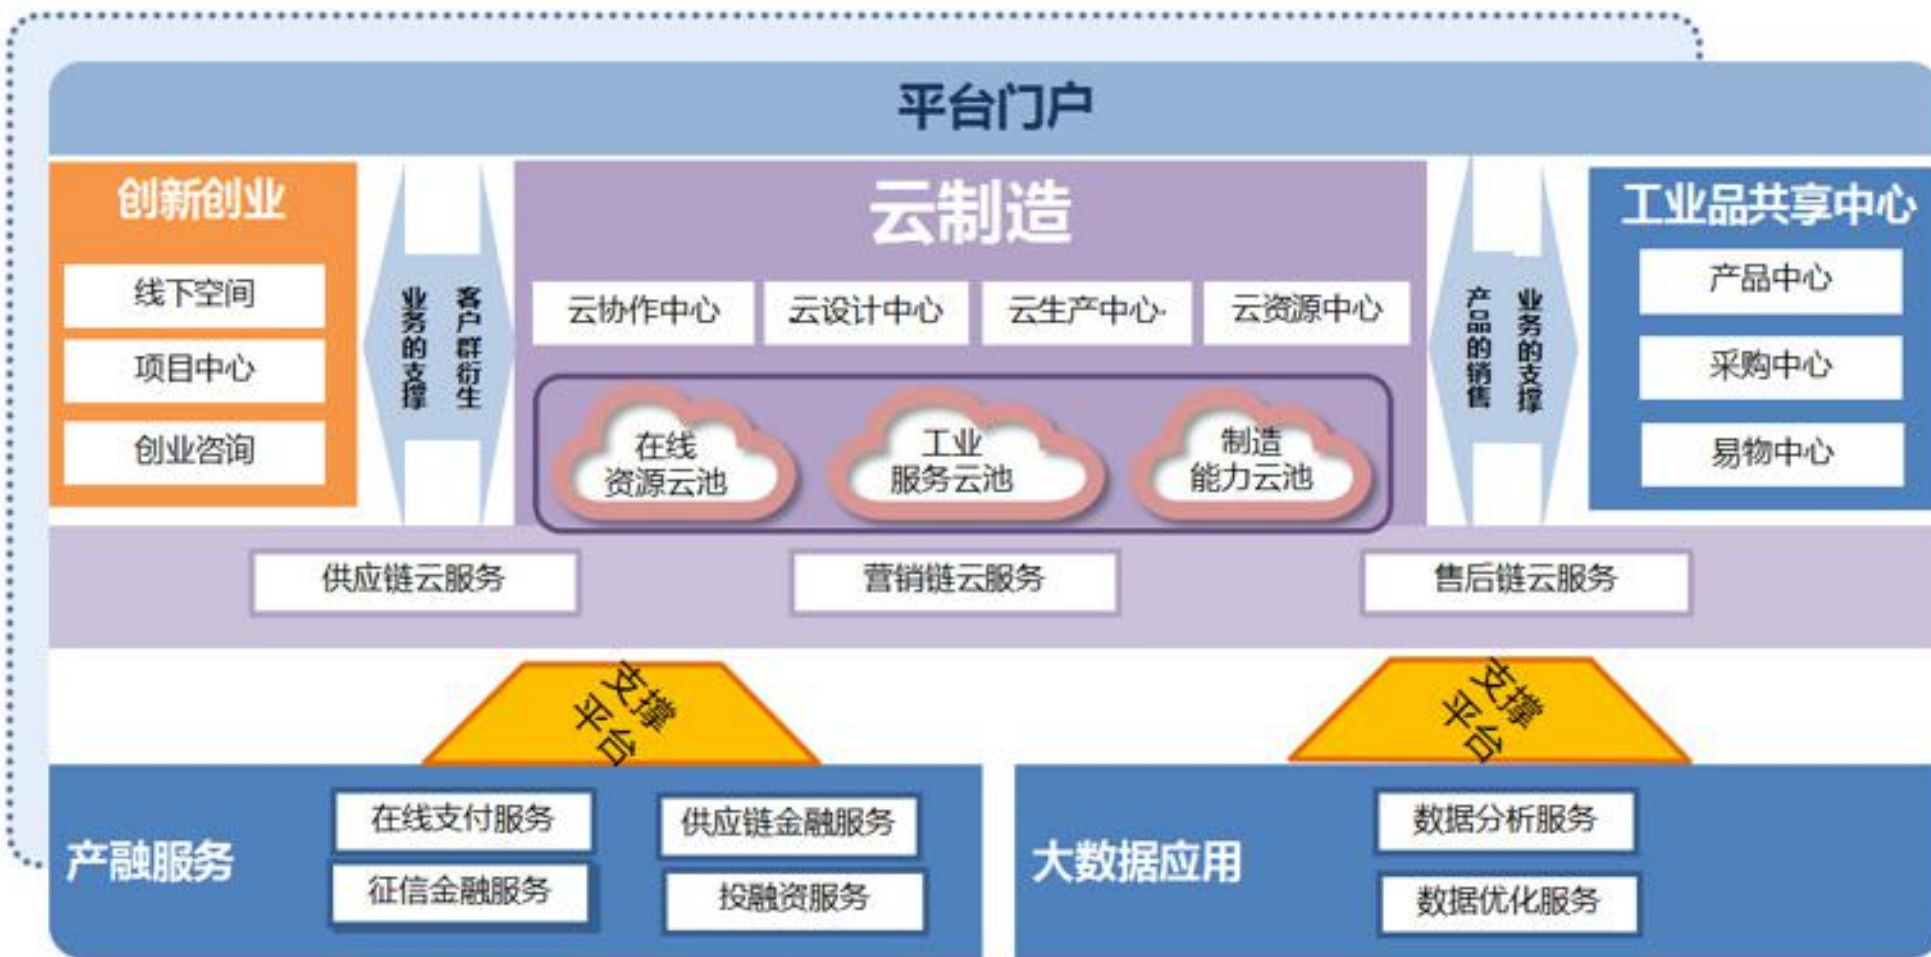 平台门户
创新创业
线下空间
项目中心
创业咨询
业务的支撑
客户群衍生
云制造
云协作中心
云设计中心
云生产中心
云资源中心
在线
资源云池
工业
服务云池
制造
能力云池
产品的销售
业务的支撑
工业品共享中心
产品中心
采购中心
易物中心
供应链云服务
营销链云服务
售后链云服务
支撑
平台
支撑
平台
产融服务
在线支付服务
供应链金融服务
征信金融服务
投融资服务
大数据应用
数据分析服务
数据优化服务